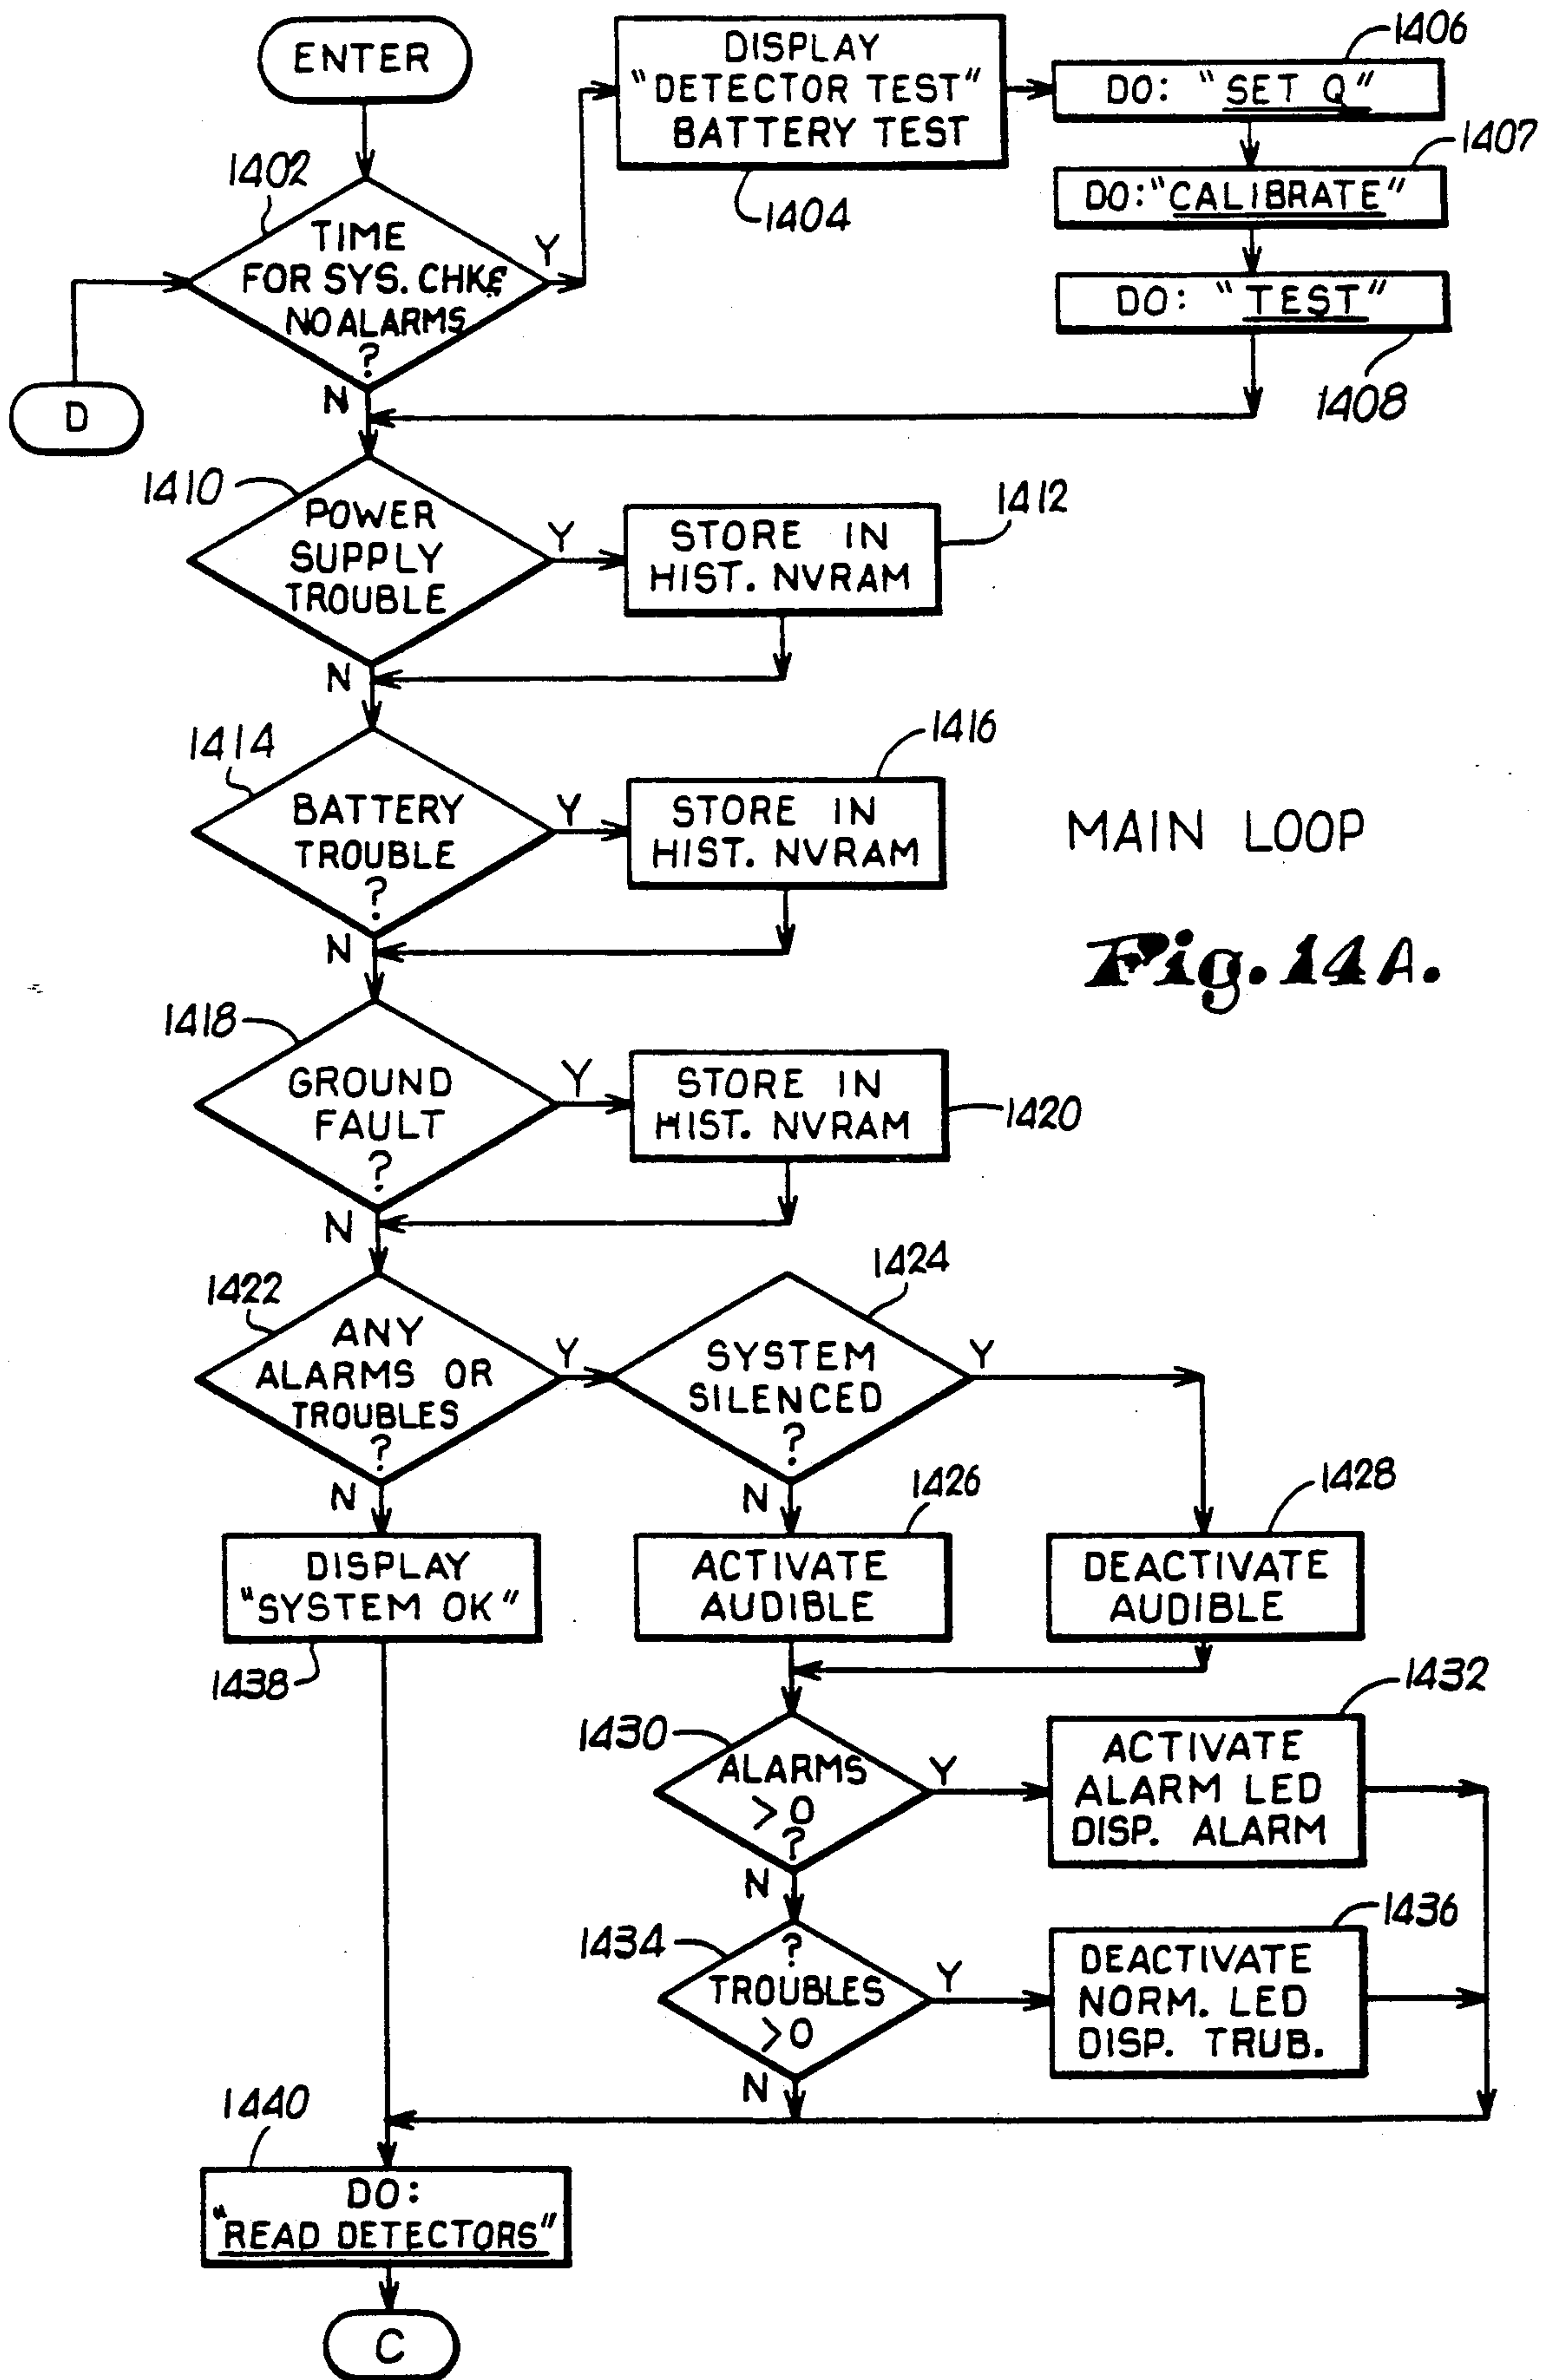 ENTER
DISPLAY
"DETECTOR TEST"
BATTERY TEST
1404
1406
DO: "SET Q"
1407
DO: "CALIBRATE"
DO: "TEST"
1408
1402
TIME
FOR SYS. CHK &
NO ALARMS
?
Y
N
D
1410
POWER
SUPPLY
TROUBLE
Y
N
1412
STORE IN
HIST. NVRAM
1414
BATTERY
TROUBLE
?
Y
N
1416
STORE IN
HIST. NVRAM
MAIN LOOP
Fig. 14A.
1418
GROUND
FAULT
?
Y
N
STORE IN
HIST. NVRAM
1420
1422
ANY
ALARMS OR
TROUBLES
?
Y
N
1424
SYSTEM
SILENCED
?
Y
N
DISPLAY
"SYSTEM OK"
1438
1426
ACTIVATE
AUDIBLE
1428
DEACTIVATE
AUDIBLE
1430
ALARMS
>0
?
Y
N
1432
ACTIVATE
ALARM LED
DISP. ALARM
1434
?
TROUBLES
>0
Y
N
1436
DEACTIVATE
NORM. LED
DISP. TRUB.
1440
DO:
"READ DETECTORS"
C